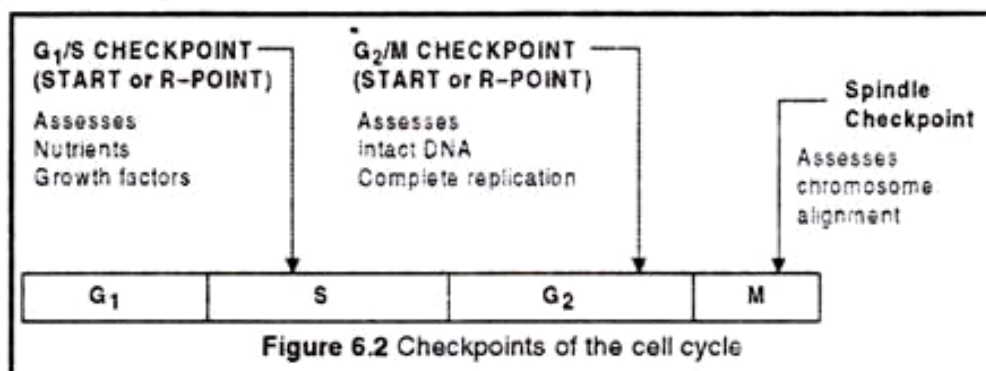 G1/S CHECKPOINT
(START or R-POINT)
Assesses
Nutrients
Growth factors
G2/M CHECKPOINT
(START or R-POINT)
Assesses
Intact DNA
Complete replication
Spindle
Checkpoint
Assesses
chromosome
alignment
G1 S G2 M
Figure 6.2 Checkpoints of the cell cycle